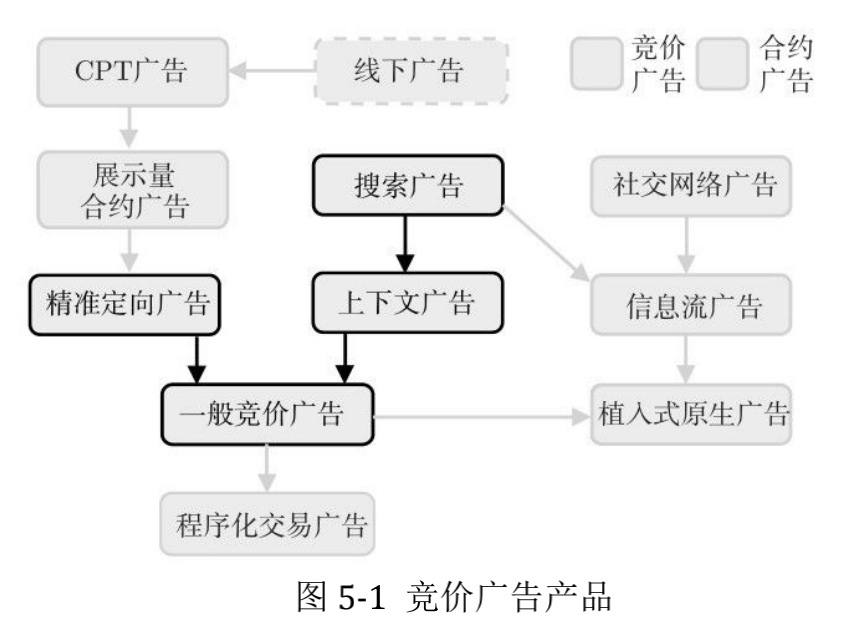 CPT广告
线下广告
竞价
广告
合约
广告
展示量
合约广告
搜索广告
社交网络广告
精准定向广告
上下文广告
信息流广告
一般竞价广告
植入式原生广告
程序化交易广告
图 5-1 竞价广告产品